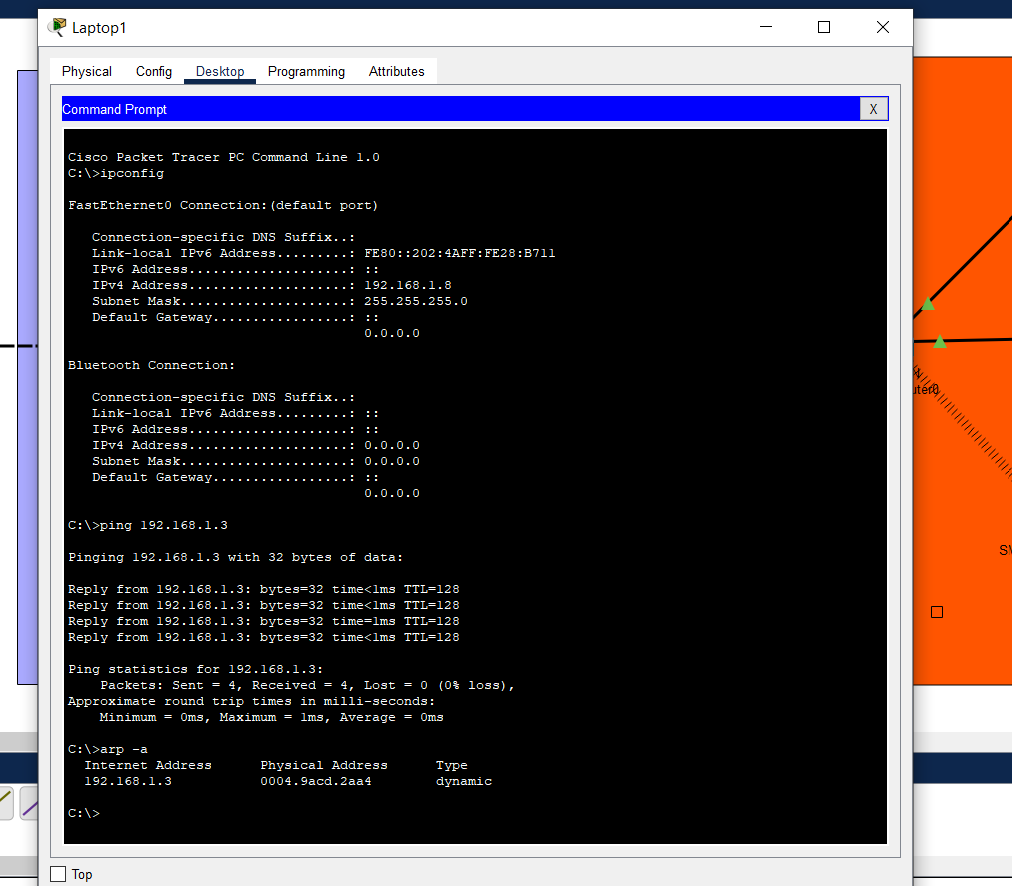 Laptop1
Physical Config Desktop Programming Attributes
Command Prompt X
Cisco Packet Tracer PC Command Line 1.0
C:\>ipconfig
FastEthernet0 Connection:(default port)
Connection-specific DNS Suffix..:
Link-local IPv6 Address.........: FE80::202:4AFF:FE28:B711
IPv6 Address....................: ::
IPv4 Address....................: 192.168.1.8
Subnet Mask.....................: 255.255.255.0
Default Gateway.................: ::
0.0.0.0
Bluetooth Connection:
Connection-specific DNS Suffix..:
Link-local IPv6 Address.........: ::
IPv6 Address....................: ::
IPv4 Address....................: 0.0.0.0
Subnet Mask.....................: 0.0.0.0
Default Gateway.................: ::
0.0.0.0
C:\>ping 192.168.1.3
Pinging 192.168.1.3 with 32 bytes of data:
Reply from 192.168.1.3: bytes=32 time<1ms TTL=128
Reply from 192.168.1.3: bytes=32 time<1ms TTL=128
Reply from 192.168.1.3: bytes=32 time=1ms TTL=128
Reply from 192.168.1.3: bytes=32 time<1ms TTL=128
Ping statistics for 192.168.1.3:
Packets: Sent = 4, Received = 4, Lost = 0 (0% loss),
Approximate round trip times in milli-seconds:
Minimum = 0ms, Maximum = 1ms, Average = 0ms
C:\>arp -a
Internet Address Physical Address Type
192.168.1.3 0004.9acd.2aa4 dynamic
C:\>
Top